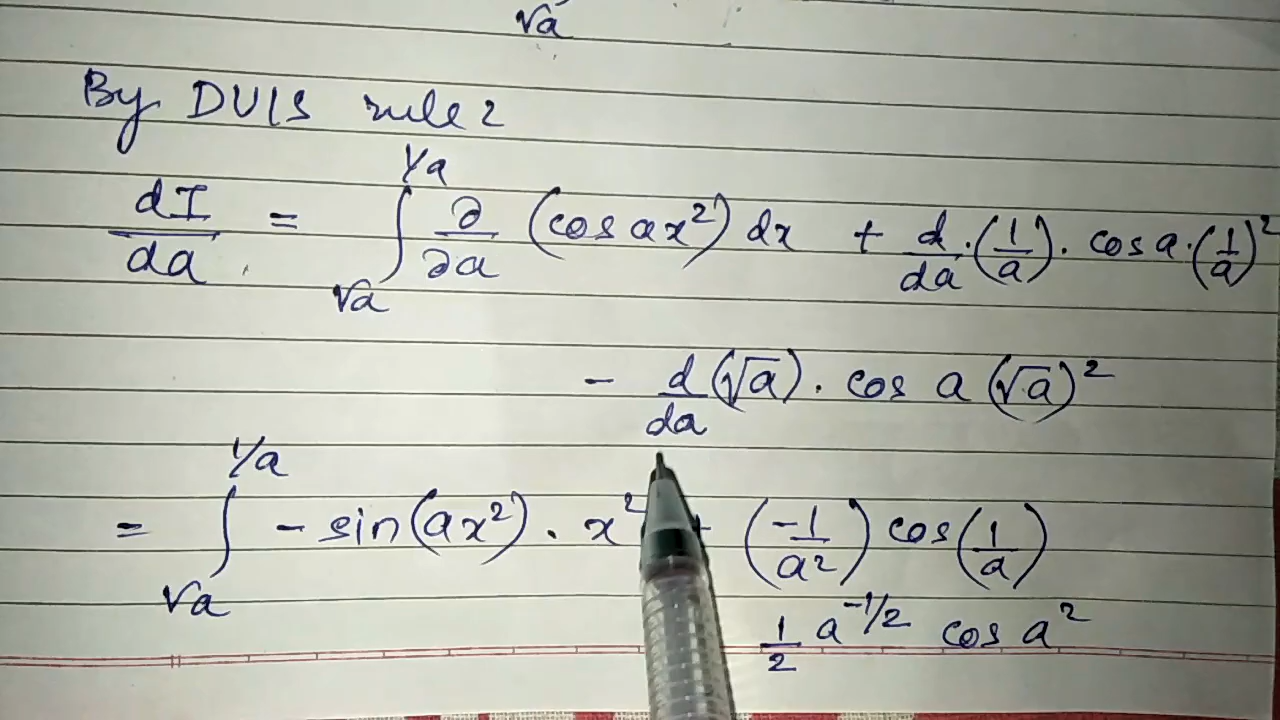 √a
By DUIS rule 2
dI/da = ∫_{√a}^{1/a} ∂/∂a (cos ax²) dx + d/da · (1/a) · cos a · (1/a)²
- d/da (√a) · cos a (√a)²
= ∫_{√a}^{1/a} - sin(ax²) · x² + (-1/a²) cos(1/a)
1/2 a^{-1/2} cos a²